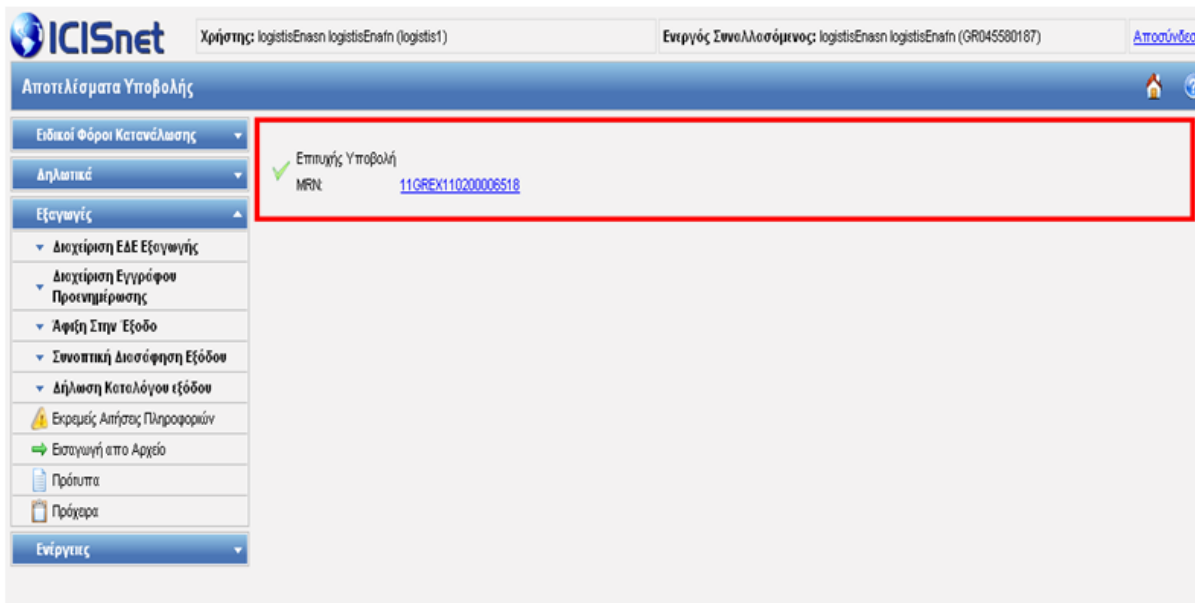 ICISnet
Χρήστης: logistisEnasn logistisEnafn (logistis1)
Ενεργός Συναλλασόμενος: logistisEnasn logistisEnafn (GR045580187)
Αποσύνδεσ
Αποτελέσματα Υποβολής
Ειδικοί Φόροι Κατανάλωσης
Δηλωτικά
Εξαγωγές
Διαχείριση ΕΔΕ Εξαγωγής
Διαχείριση Εγγράφου
Προενημέρωσης
Άφιξη Στην Έξοδο
Συνοπτική Διασάφηση Εξόδου
Δήλωση Καταλόγου εξόδου
Εκρεμείς Αιτήσεις Πληροφοριών
Εισαγωγή απο Αρχείο
Πρότυπα
Πρόχειρα
Ενέργειες
Επιτυχής Υποβολή
MRN: 11GREX110200006518